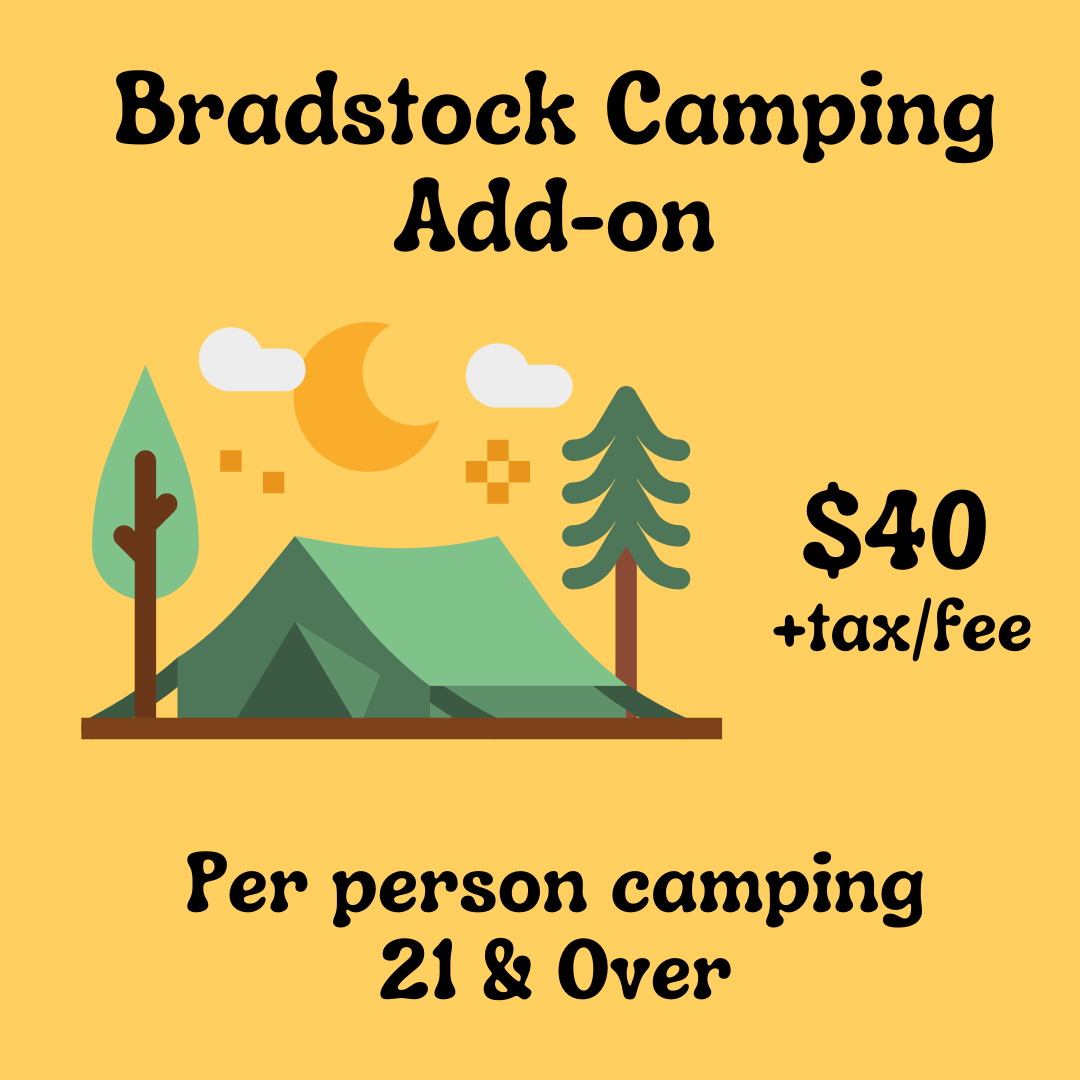 Bradstock Camping
Add-on
$40
+tax/fee
Per person camping
21 & Over